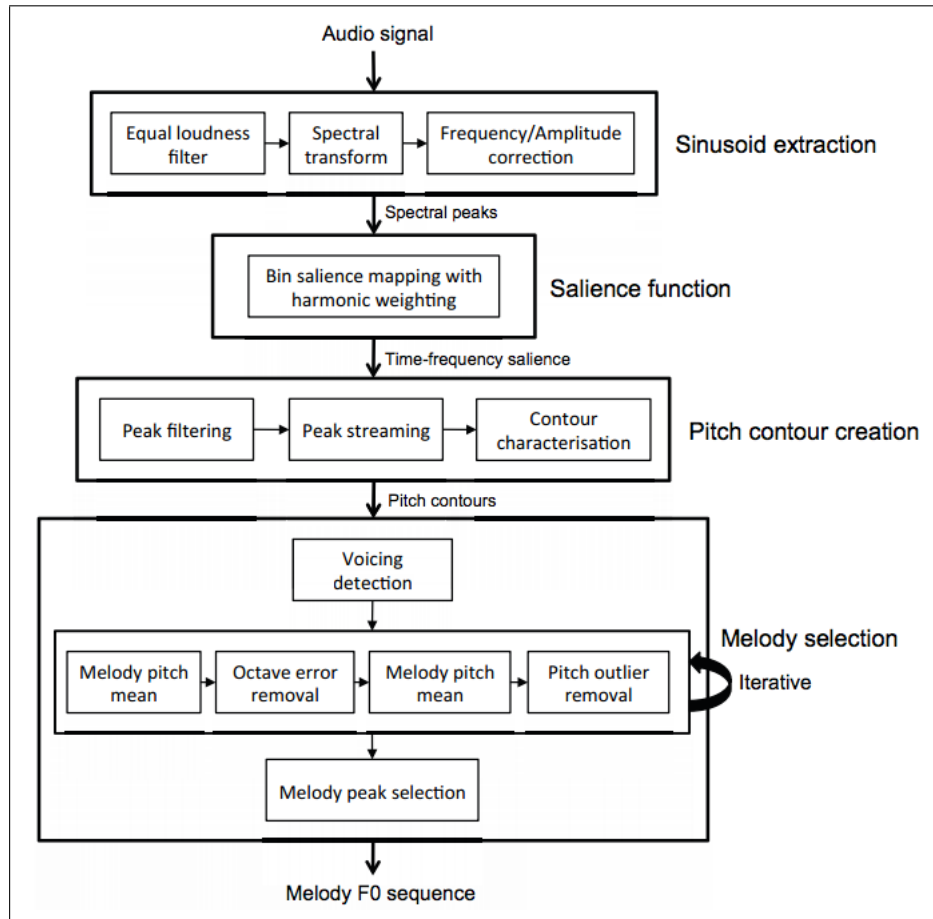 Audio signal
Equal loudness
filter
Spectral
transform
Frequency/Amplitude
correction
Sinusoid extraction
Spectral peaks
Bin salience mapping with
harmonic weighting
Salience function
Time-frequency salience
Peak filtering
Peak streaming
Contour
characterisation
Pitch contour creation
Pitch contours
Voicing
detection
Melody selection
Melody pitch
mean
Octave error
removal
Melody pitch
mean
Pitch outlier
removal
Iterative
Melody peak selection
Melody F0 sequence